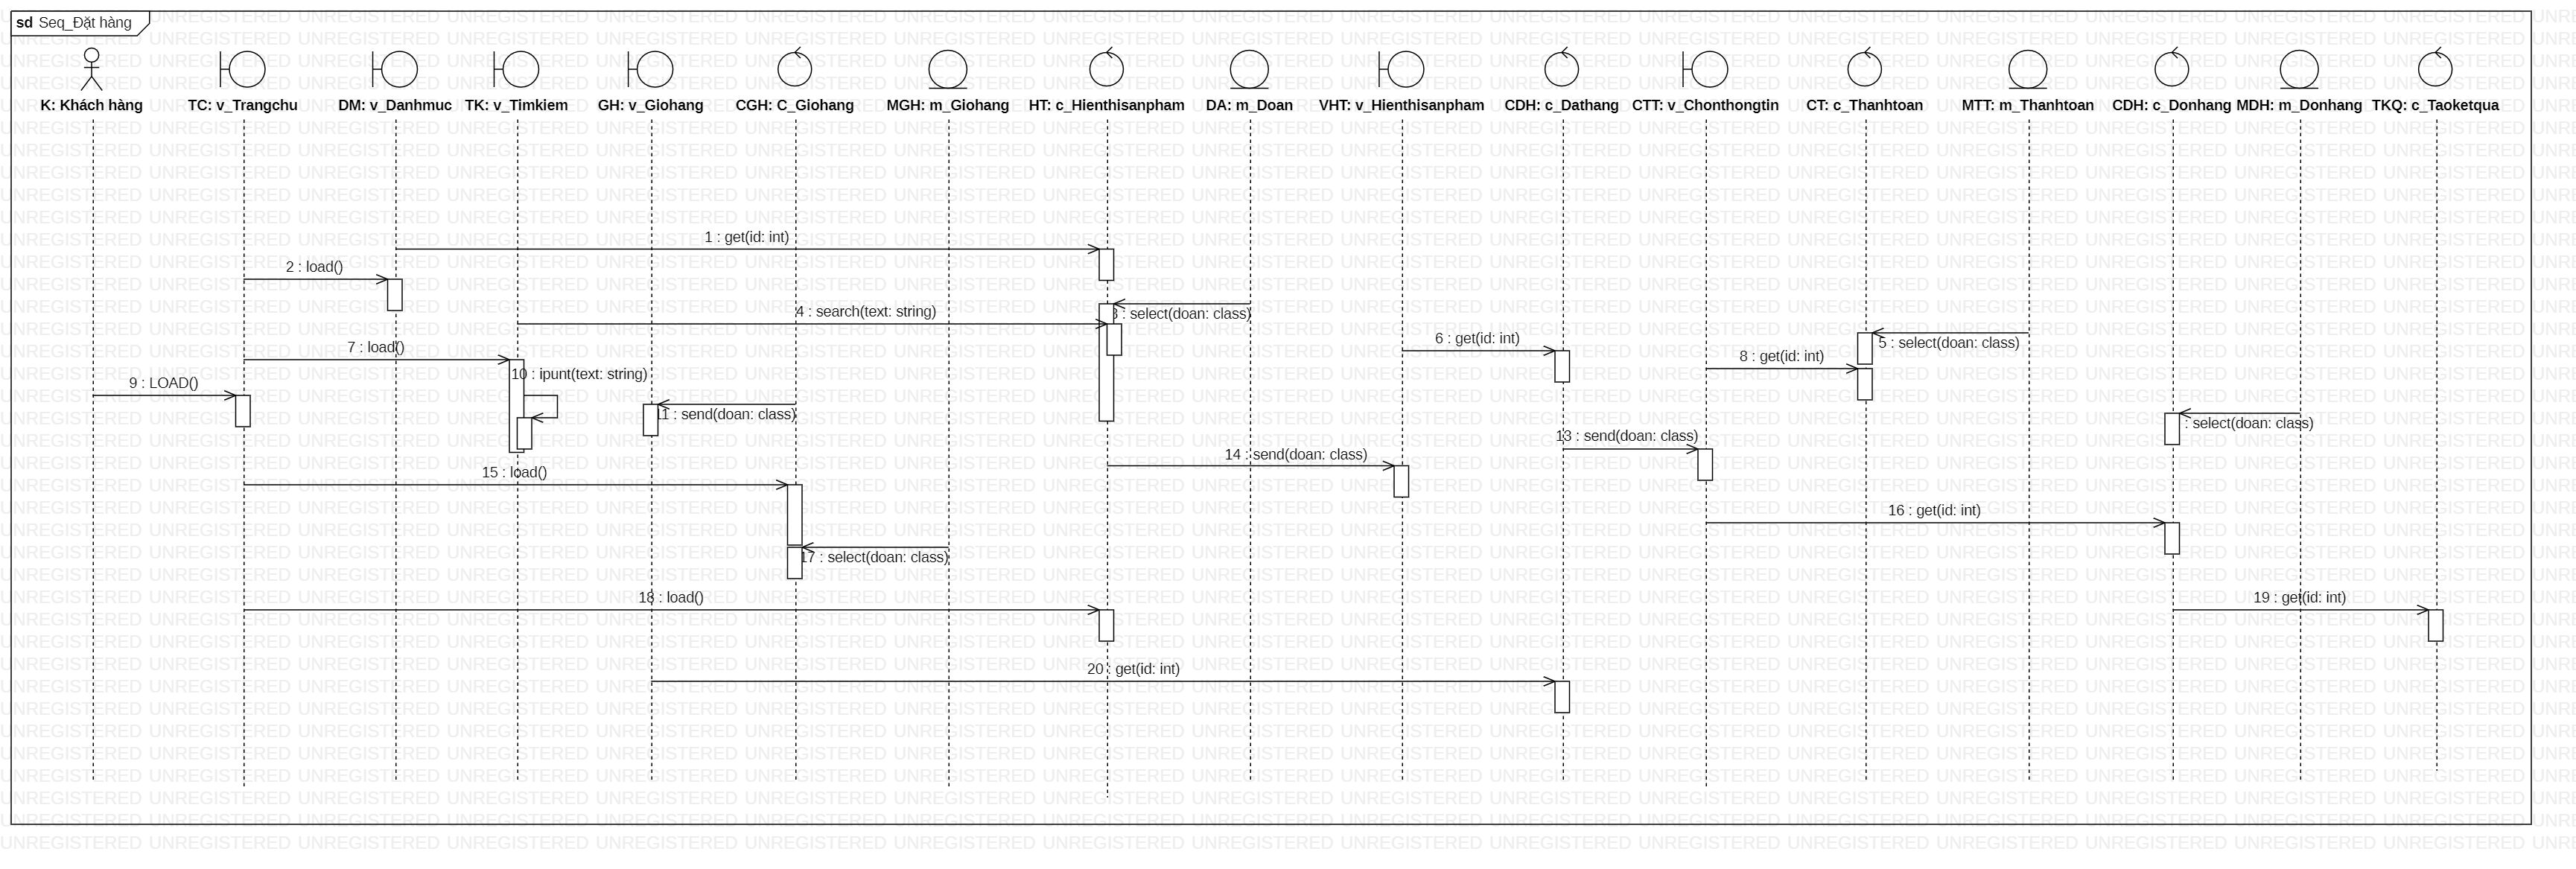 sd Seq_Đặt hàng
K: Khách hàng
TC: v_Trangchu
DM: v_Danhmuc
TK: v_Timkiem
GH: v_Giohang
CGH: C_Giohang
MGH: m_Giohang
HT: c_Hienthisanpham
DA: m_Doan
VHT: v_Hienthisanpham
CDH: c_Dathang
CTT: v_Chonthongtin
CT: c_Thanhtoan
MTT: m_Thanhtoan
CDH: c_Donhang
MDH: m_Donhang
TKQ: c_Taoketqua
1 : get(id: int)
2 : load()
3 : select(doan: class)
4 : search(text: string)
5 : select(doan: class)
6 : get(id: int)
7 : load()
8 : get(id: int)
9 : LOAD()
10 : ipunt(text: string)
11 : send(doan: class)
: select(doan: class)
13 : send(doan: class)
14 : send(doan: class)
15 : load()
16 : get(id: int)
17 : select(doan: class)
18 : load()
19 : get(id: int)
20 : get(id: int)
UNREGISTERED